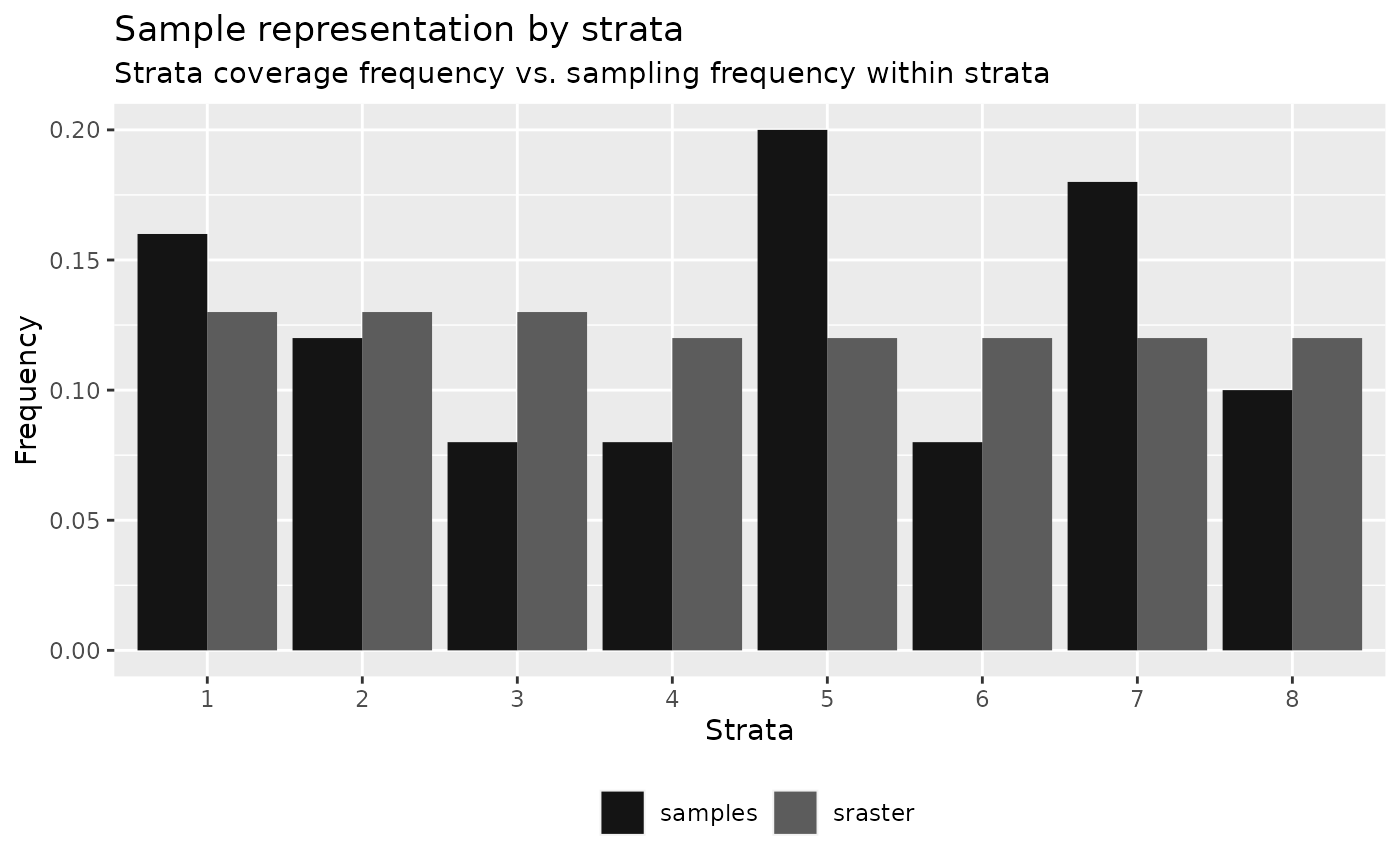 Sample representation by strata
Strata coverage frequency vs. sampling frequency within strata
Frequency
0.20
0.15
0.10
0.05
0.00
1 2 3 4 5 6 7 8
Strata
samples sraster